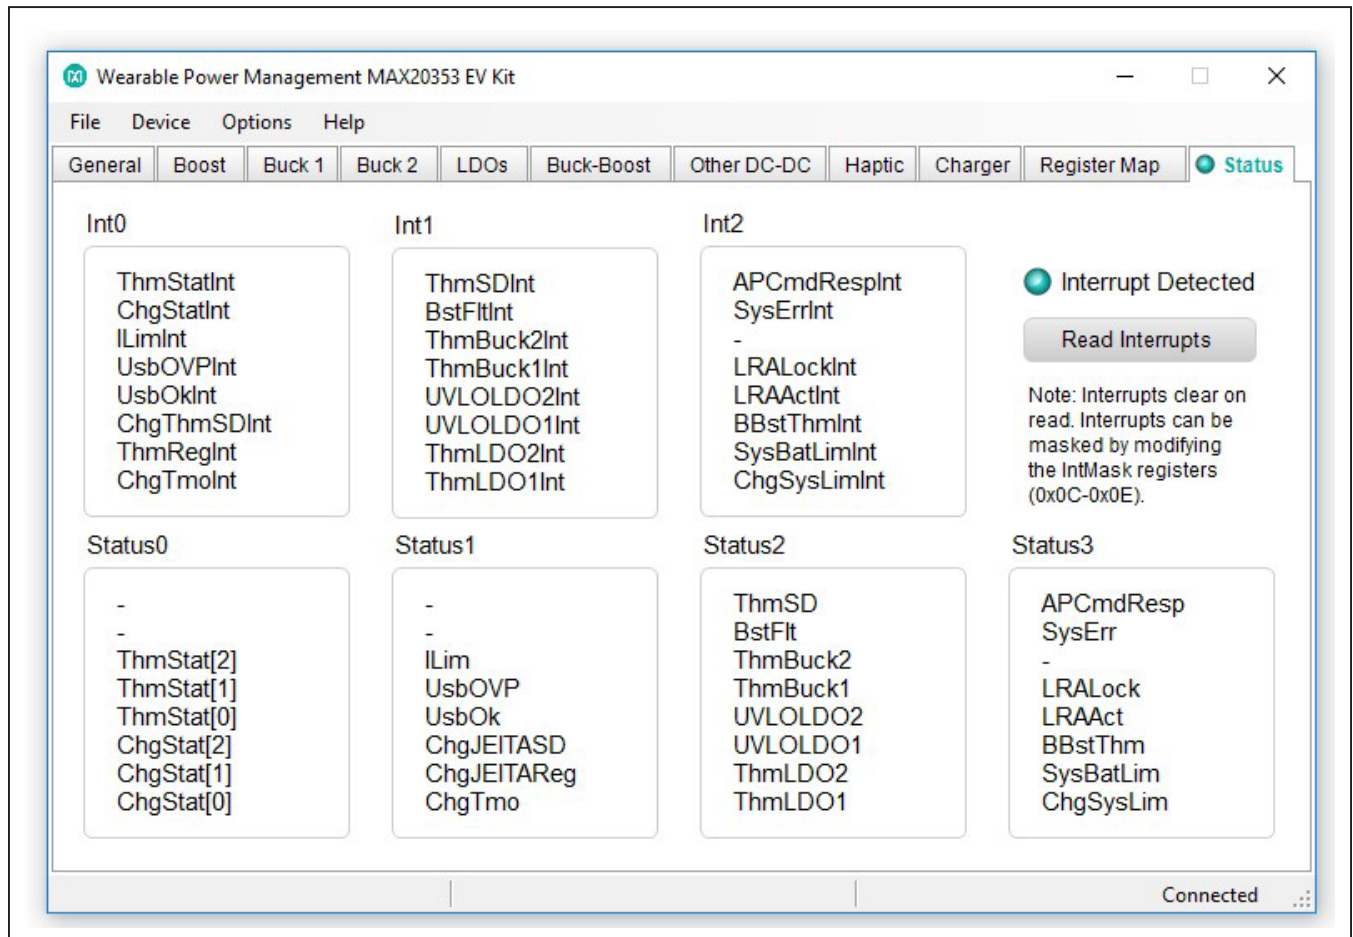 Wearable Power Management MAX20353 EV Kit
File Device Options Help
General Boost Buck 1 Buck 2 LDOs Buck-Boost Other DC-DC Haptic Charger Register Map Status
Int0
ThmStatInt
ChgStatInt
ILimInt
UsbOVPInt
UsbOkInt
ChgThmSDInt
ThmRegInt
ChgTmoInt
Int1
ThmSDInt
BstFltInt
ThmBuck2Int
ThmBuck1Int
UVLOLDO2Int
UVLOLDO1Int
ThmLDO2Int
ThmLDO1Int
Int2
APCmdRespInt
SysErrInt
-
LRALockInt
LRAActInt
BBstThmInt
SysBatLimInt
ChgSysLimInt
Interrupt Detected
Read Interrupts
Note: Interrupts clear on
read. Interrupts can be
masked by modifying
the IntMask registers
(0x0C-0x0E).
Status0
-
-
ThmStat[2]
ThmStat[1]
ThmStat[0]
ChgStat[2]
ChgStat[1]
ChgStat[0]
Status1
-
-
ILim
UsbOVP
UsbOk
ChgJEITASD
ChgJEITAReg
ChgTmo
Status2
ThmSD
BstFlt
ThmBuck2
ThmBuck1
UVLOLDO2
UVLOLDO1
ThmLDO2
ThmLDO1
Status3
APCmdResp
SysErr
-
LRALock
LRAAct
BBstThm
SysBatLim
ChgSysLim
Connected